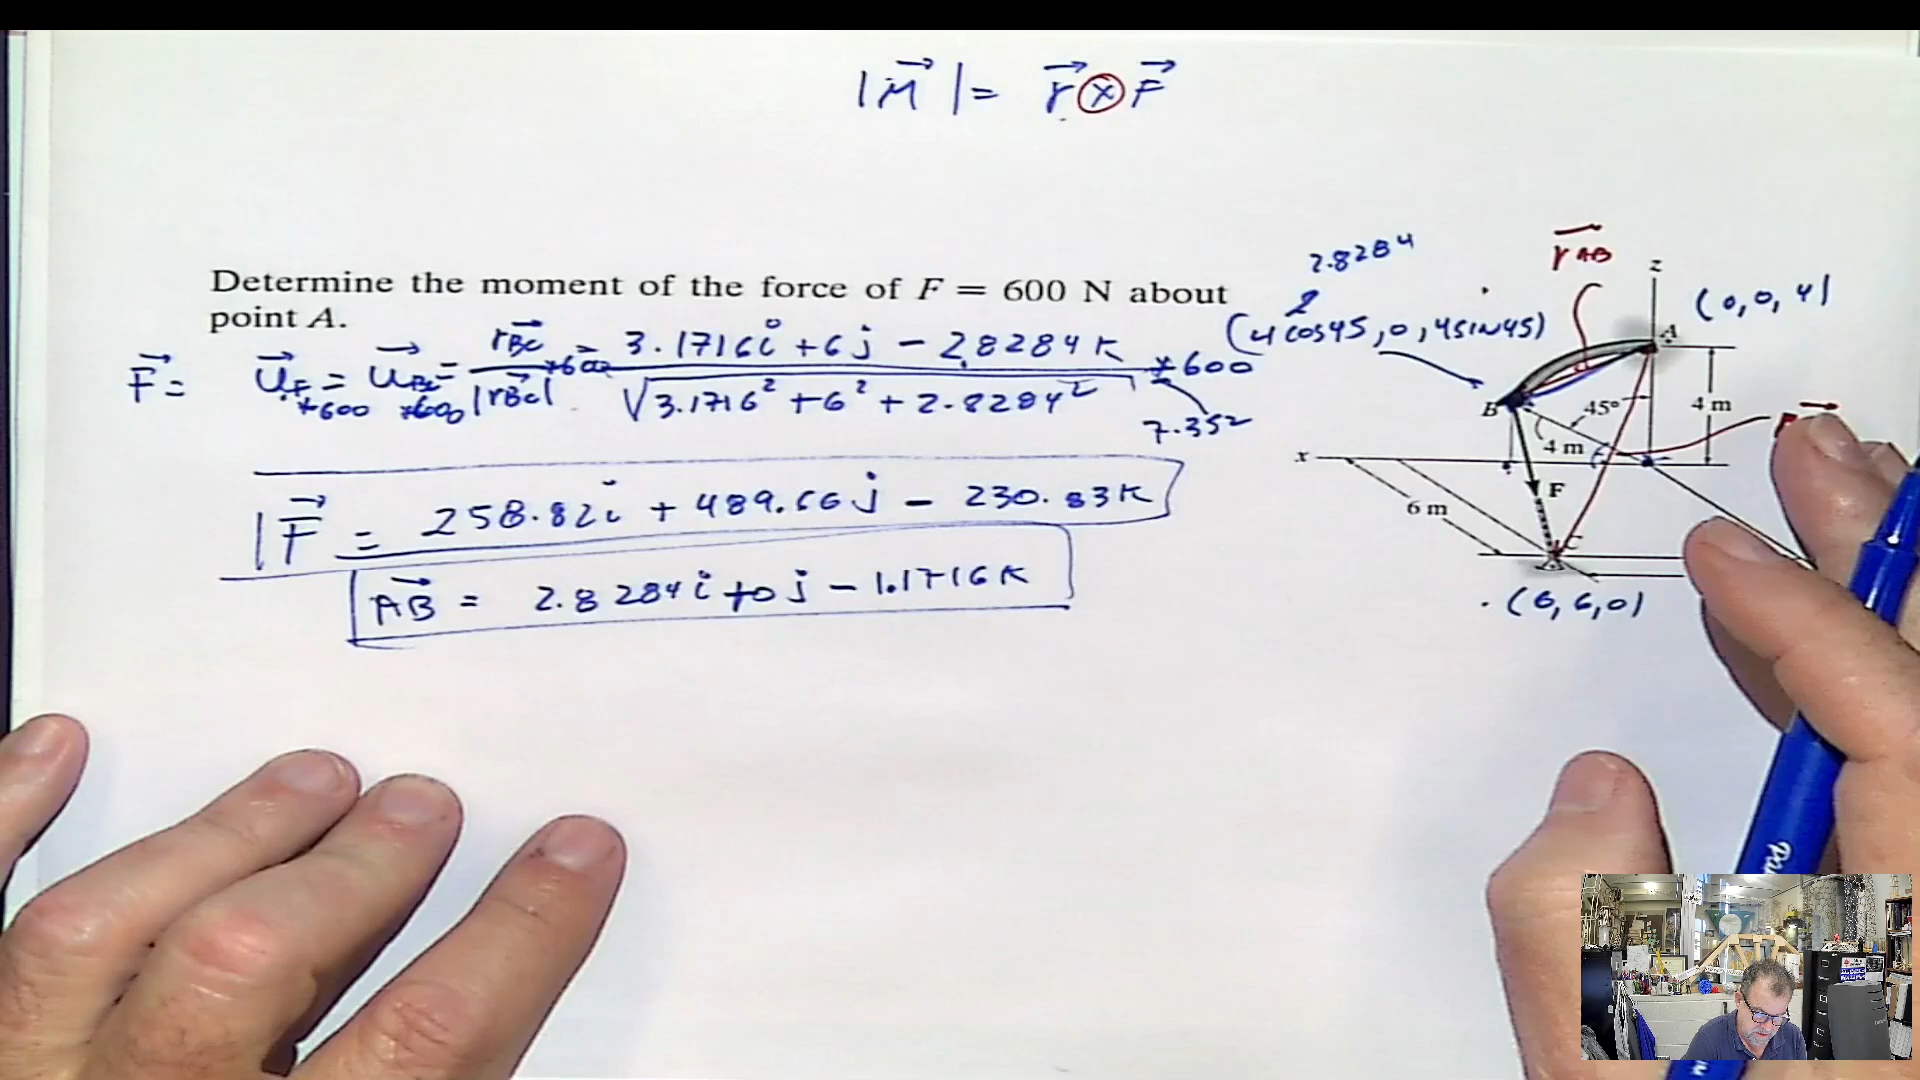 |M| = r ⊗ F
Determine the moment of the force of F = 600 N about
point A.
F = u_F *600 = u_BC *600 = r_BC / |r_BC| *600 = 3.1716i + 6j - 2.8284k / √3.1716² + 6² + 2.8284² *600
7.352
F = 258.82i + 489.66j - 230.83k
AB = 2.8284i + 0j - 1.1716k
2.8284
(4cos45, 0, 4sin45)
r_AB
z
(0, 0, 4)
A
B
45°
4 m
4 m
x
F
6 m
C
(6, 6, 0)